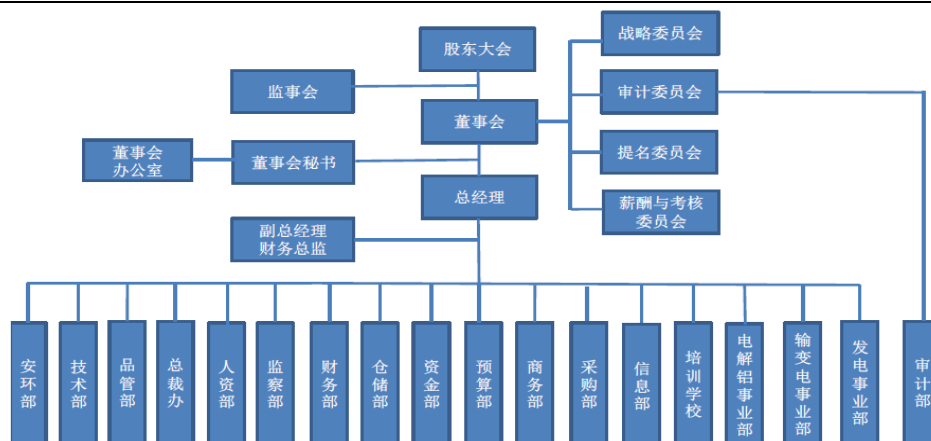 股东大会
战略委员会
监事会
审计委员会
董事会
董事会
办公室
董事会秘书
提名委员会
总经理
薪酬与考核
委员会
副总经理
财务总监
安环部
技术部
品管部
总裁办
人资部
监察部
财务部
仓储部
资金部
预算部
商务部
采购部
信息部
培训学校
电解铝事业部
输变电事业部
发电事业部
审计部